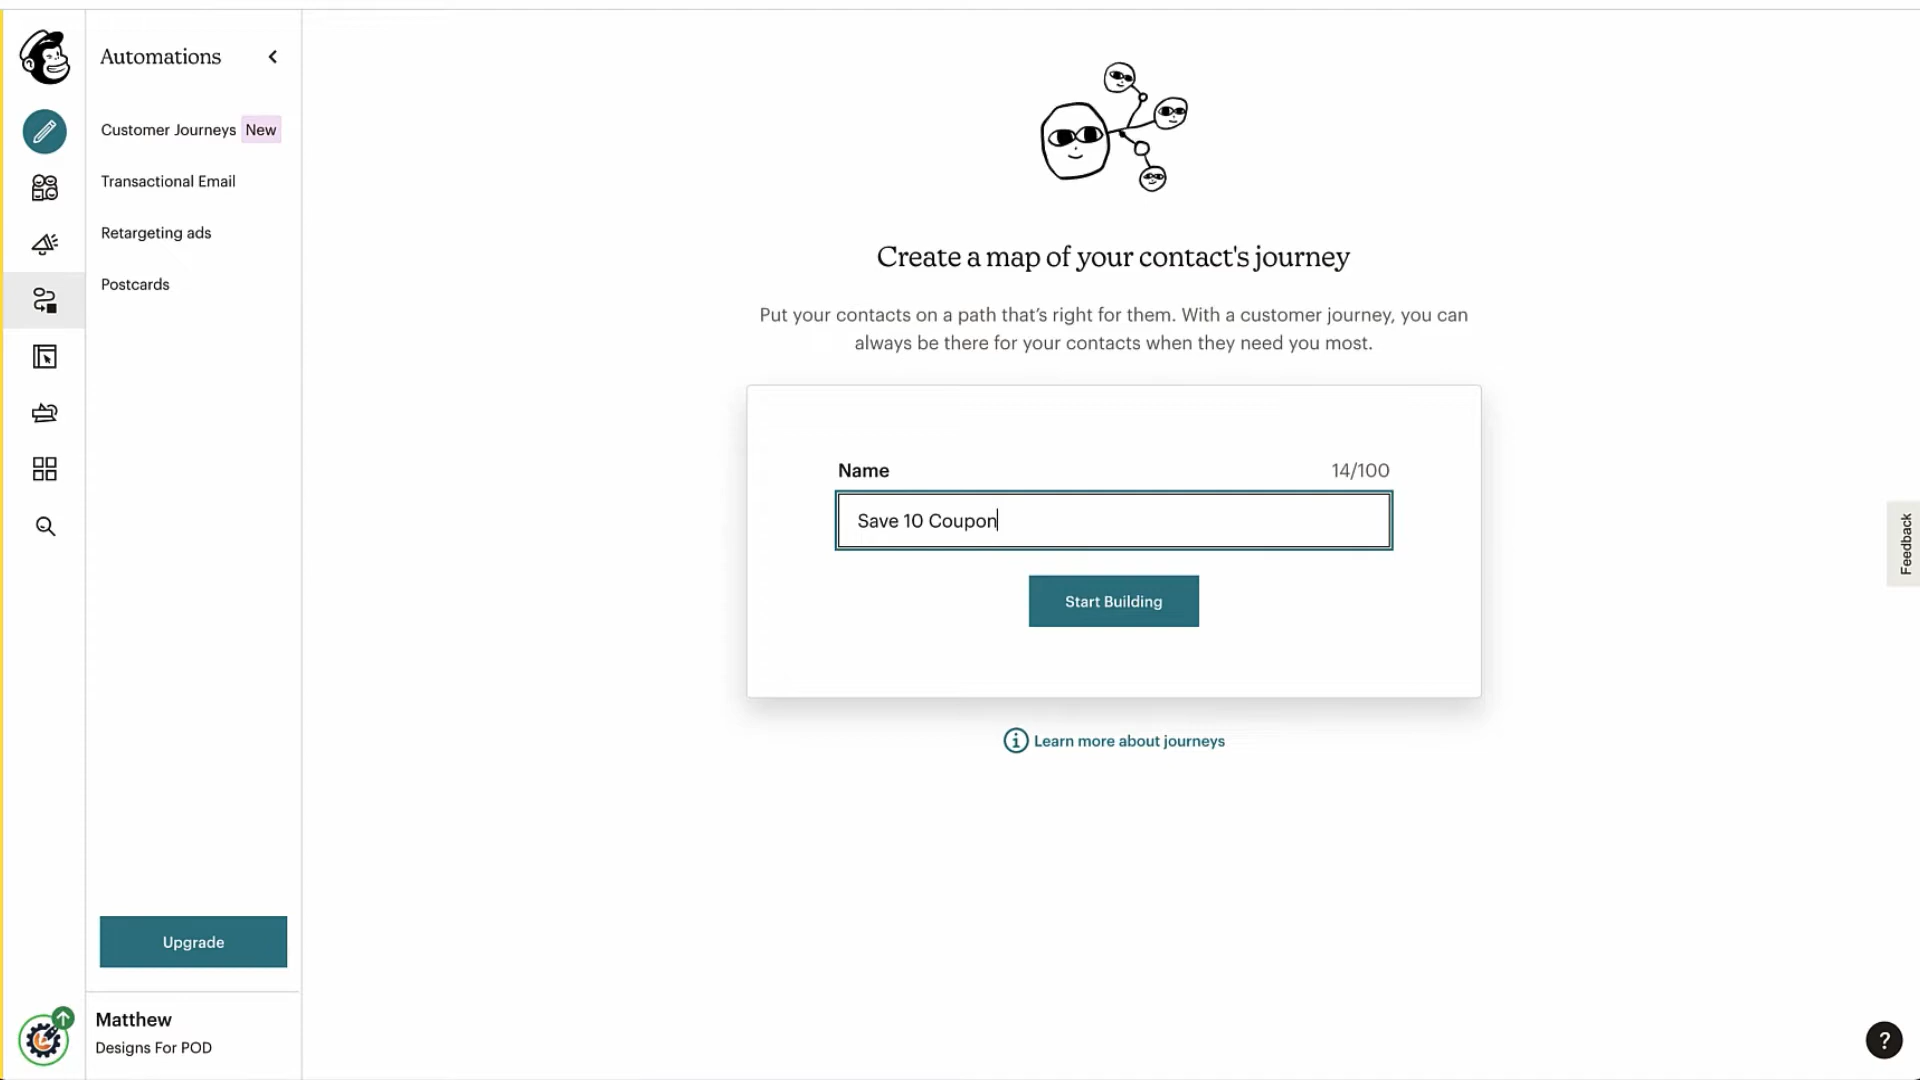 Automations
Customer Journeys New
Transactional Email
Retargeting ads
Postcards
Upgrade
Matthew
Designs For POD
Create a map of your contact's journey
Put your contacts on a path that’s right for them. With a customer journey, you can
always be there for your contacts when they need you most.
Name 14/100
Save 10 Coupon
Start Building
Learn more about journeys
Feedback
?